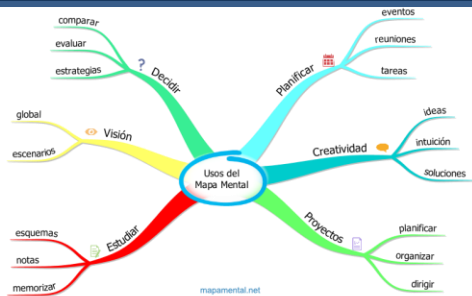 Usos del
Mapa Mental
Planificar
eventos
reuniones
tareas
Creatividad
ideas
intuición
soluciones
Proyectos
planificar
organizar
dirigir
Estudiar
esquemas
notas
memorizar
Visión
global
escenarios
Decidir
comparar
evaluar
estrategias
?
mapamental.net